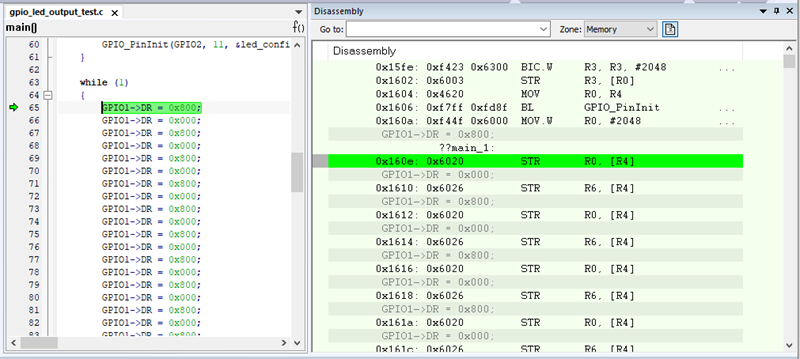 gpio_led_output_test.c
main()
f()
60 GPIO_PinInit(GPIO2, 11, &led_confi
61 }
62
63 while (1)
64 {
65 GPIO1->DR = 0x800;
66 GPIO1->DR = 0x000;
67 GPIO1->DR = 0x800;
68 GPIO1->DR = 0x000;
69 GPIO1->DR = 0x800;
70 GPIO1->DR = 0x000;
71 GPIO1->DR = 0x800;
72 GPIO1->DR = 0x000;
73 GPIO1->DR = 0x800;
74 GPIO1->DR = 0x000;
75 GPIO1->DR = 0x800;
76 GPIO1->DR = 0x000;
77 GPIO1->DR = 0x800;
78 GPIO1->DR = 0x000;
79 GPIO1->DR = 0x800;
80 GPIO1->DR = 0x000;
81 GPIO1->DR = 0x800;
82 GPIO1->DR = 0x000;
83 GPIO1->DR = 0x800;
Disassembly
Go to: Zone: Memory
Disassembly
0x15fe: 0xf423 0x6300 BIC.W R3, R3, #2048 ...
0x1602: 0x6003 STR R3, [R0]
0x1604: 0x4620 MOV R0, R4
0x1606: 0xf7ff 0xfd8f BL GPIO_PinInit ...
0x160a: 0xf44f 0x6000 MOV.W R0, #2048 ...
GPIO1->DR = 0x800;
??main_1:
0x160e: 0x6020 STR R0, [R4]
GPIO1->DR = 0x000;
0x1610: 0x6026 STR R6, [R4]
GPIO1->DR = 0x800;
0x1612: 0x6020 STR R0, [R4]
GPIO1->DR = 0x000;
0x1614: 0x6026 STR R6, [R4]
GPIO1->DR = 0x800;
0x1616: 0x6020 STR R0, [R4]
GPIO1->DR = 0x000;
0x1618: 0x6026 STR R6, [R4]
GPIO1->DR = 0x800;
0x161a: 0x6020 STR R0, [R4]
GPIO1->DR = 0x000;
0x161c: 0x6026 STR R6, [R4]